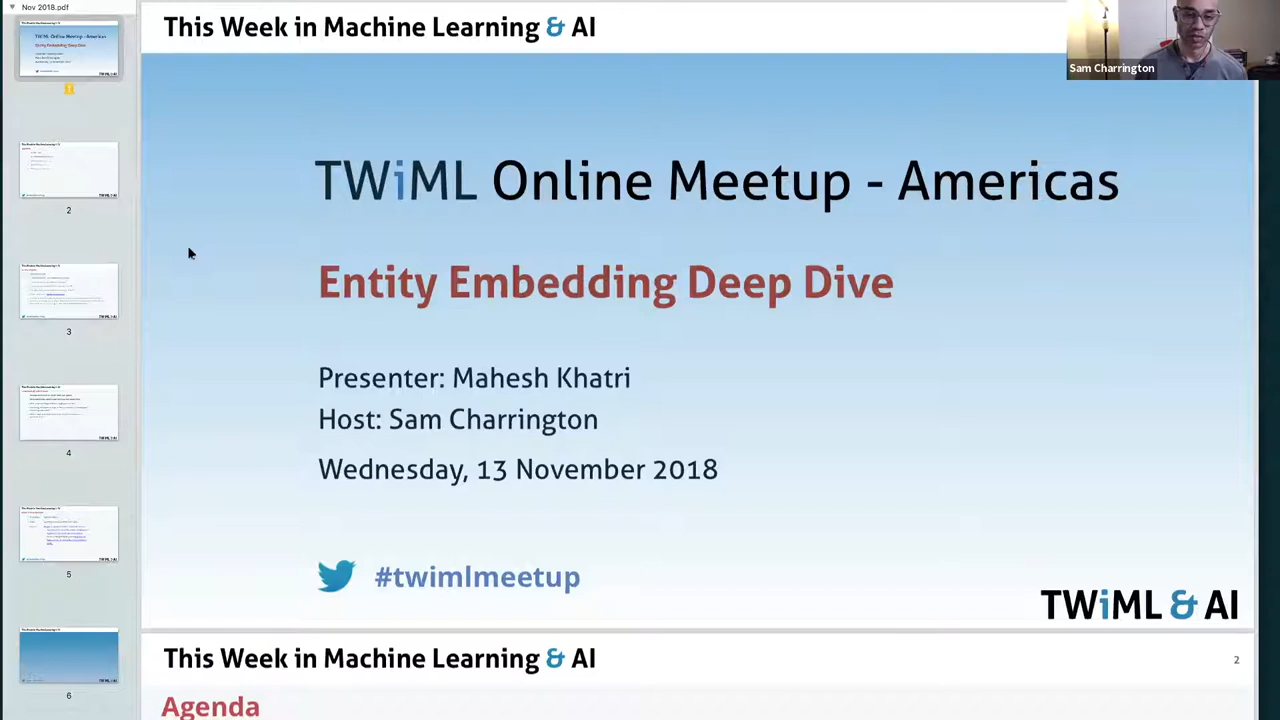 Nov 2018.pdf
This Week in Machine Learning & AI
Sam Charrington
TWiML Online Meetup - Americas
Entity Embedding Deep Dive
Presenter: Mahesh Khatri
Host: Sam Charrington
Wednesday, 13 November 2018
#twimlmeetup
TWiML & AI
This Week in Machine Learning & AI
2
Agenda
1
2
3
4
5
6